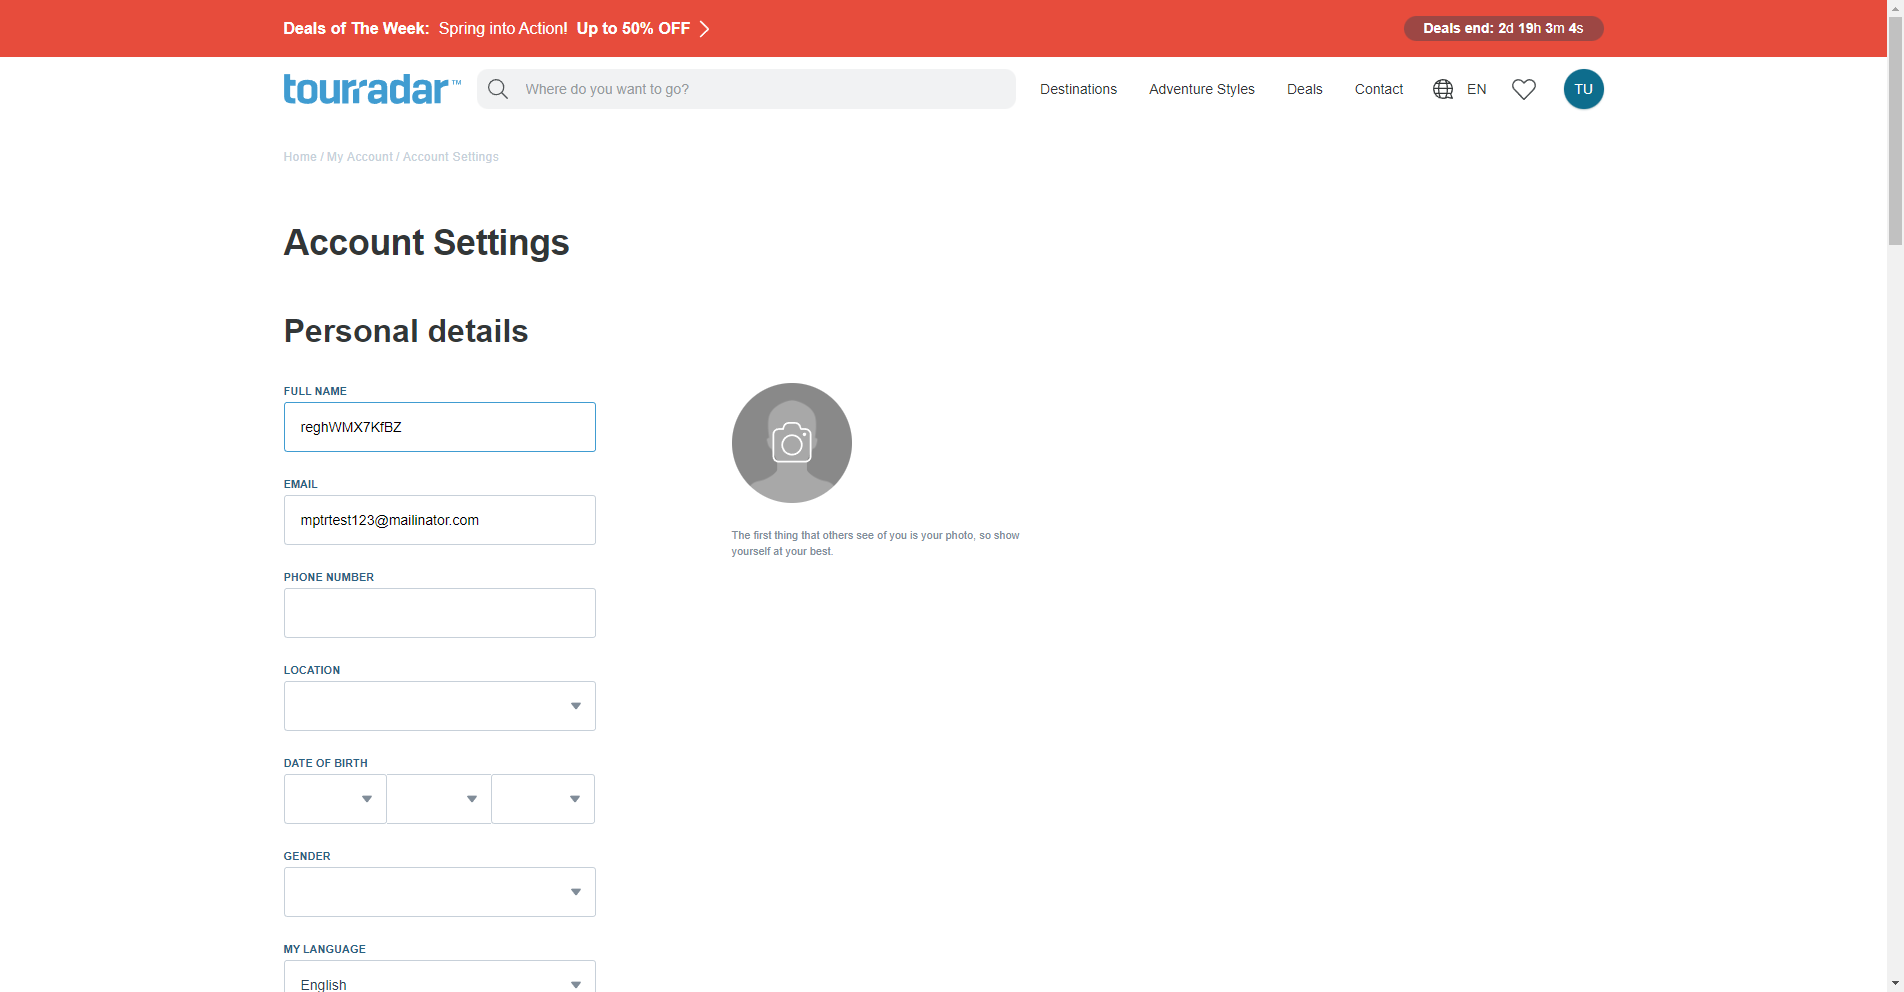 Deals of The Week: Spring into Action! Up to 50% OFF
Deals end: 2d 19h 3m 4s
tourradar™
Where do you want to go?
Destinations
Adventure Styles
Deals
Contact
EN
TU
Home / My Account / Account Settings
Account Settings
Personal details
FULL NAME
reghWMX7KfBZ
EMAIL
mptrtest123@mailinator.com
The first thing that others see of you is your photo, so show
yourself at your best.
PHONE NUMBER
LOCATION
DATE OF BIRTH
GENDER
MY LANGUAGE
English